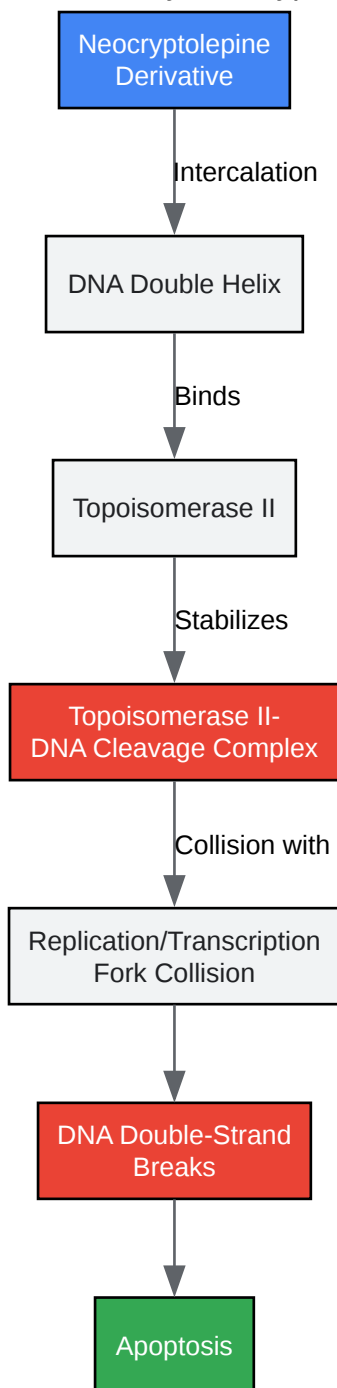 Neocryptolepine
Derivative
Intercalation
DNA Double Helix
Binds
Topoisomerase II
Stabilizes
Topoisomerase II-
DNA Cleavage Complex
Collision with
Replication/Transcription
Fork Collision
DNA Double-Strand
Breaks
Apoptosis